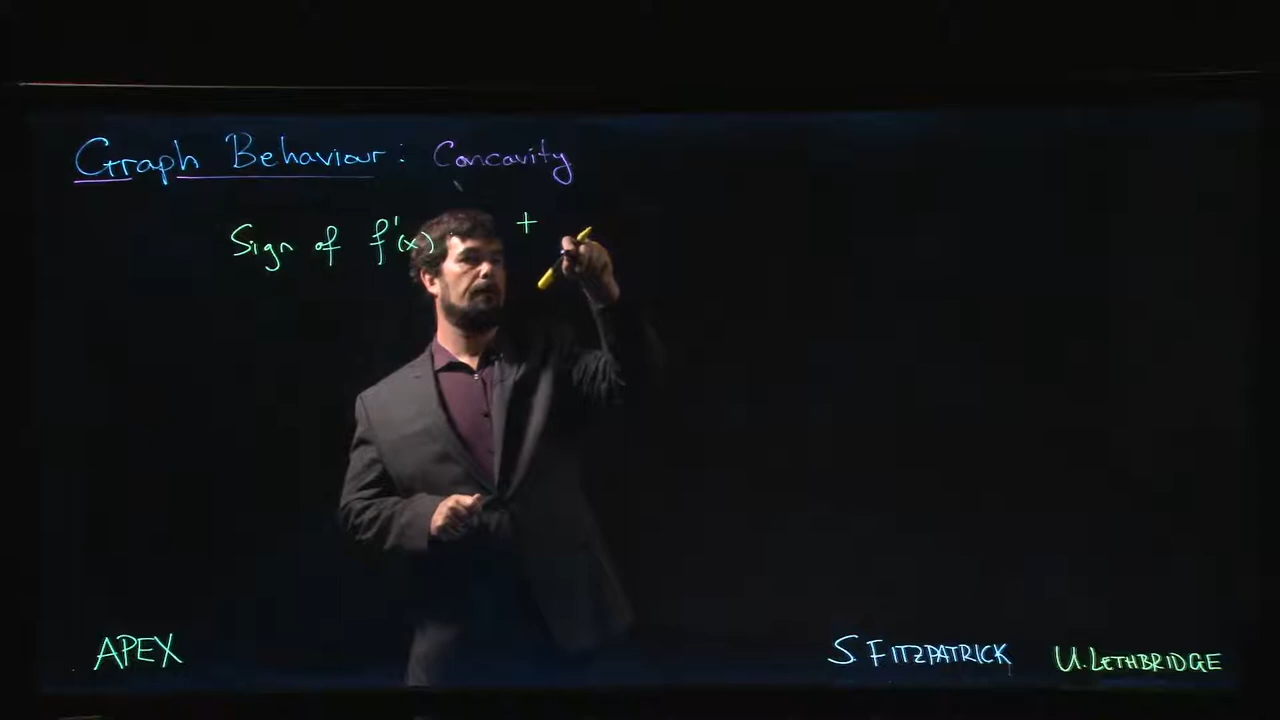 Graph Behaviour: Concavity
Sign of f'(x) +
APEX
S. FITZPATRICK U. LETHBRIDGE